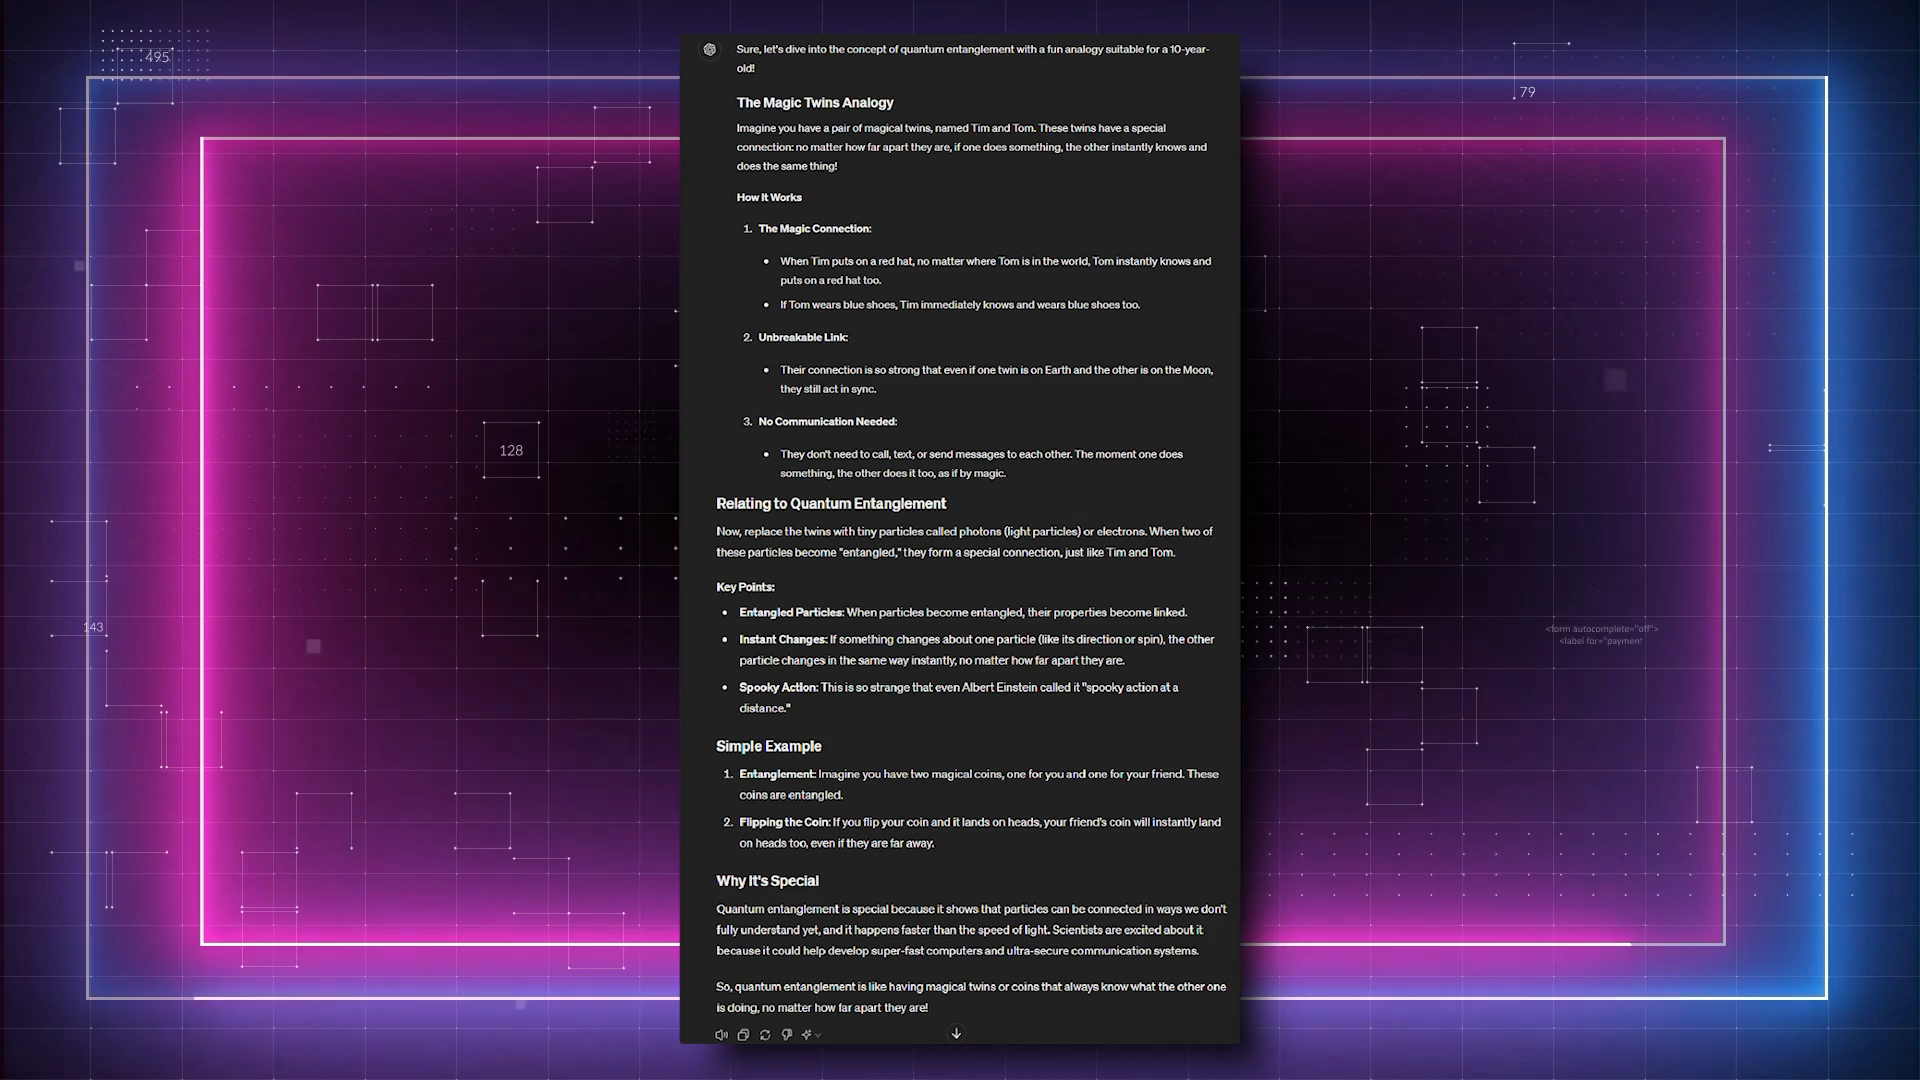 495
79
128
143
<form autocomplete="off">
<label for="payment
Sure, let's dive into the concept of quantum entanglement with a fun analogy suitable for a 10-year-
old!
The Magic Twins Analogy
Imagine you have a pair of magical twins, named Tim and Tom. These twins have a special
connection: no matter how far apart they are, if one does something, the other instantly knows and
does the same thing!
How It Works
1. The Magic Connection:
• When Tim puts on a red hat, no matter where Tom is in the world, Tom instantly knows and
puts on a red hat too.
• If Tom wears blue shoes, Tim immediately knows and wears blue shoes too.
2. Unbreakable Link:
• Their connection is so strong that even if one twin is on Earth and the other is on the Moon,
they still act in sync.
3. No Communication Needed:
• They don't need to call, text, or send messages to each other. The moment one does
something, the other does it too, as if by magic.
Relating to Quantum Entanglement
Now, replace the twins with tiny particles called photons (light particles) or electrons. When two of
these particles become "entangled," they form a special connection, just like Tim and Tom.
Key Points:
• Entangled Particles: When particles become entangled, their properties become linked.
• Instant Changes: If something changes about one particle (like its direction or spin), the other
particle changes in the same way instantly, no matter how far apart they are.
• Spooky Action: This is so strange that even Albert Einstein called it "spooky action at a
distance."
Simple Example
1. Entanglement: Imagine you have two magical coins, one for you and one for your friend. These
coins are entangled.
2. Flipping the Coin: If you flip your coin and it lands on heads, your friend's coin will instantly land
on heads too, even if they are far away.
Why It's Special
Quantum entanglement is special because it shows that particles can be connected in ways we don't
fully understand yet, and it happens faster than the speed of light. Scientists are excited about it
because it could help develop super-fast computers and ultra-secure communication systems.
So, quantum entanglement is like having magical twins or coins that always know what the other one
is doing, no matter how far apart they are!